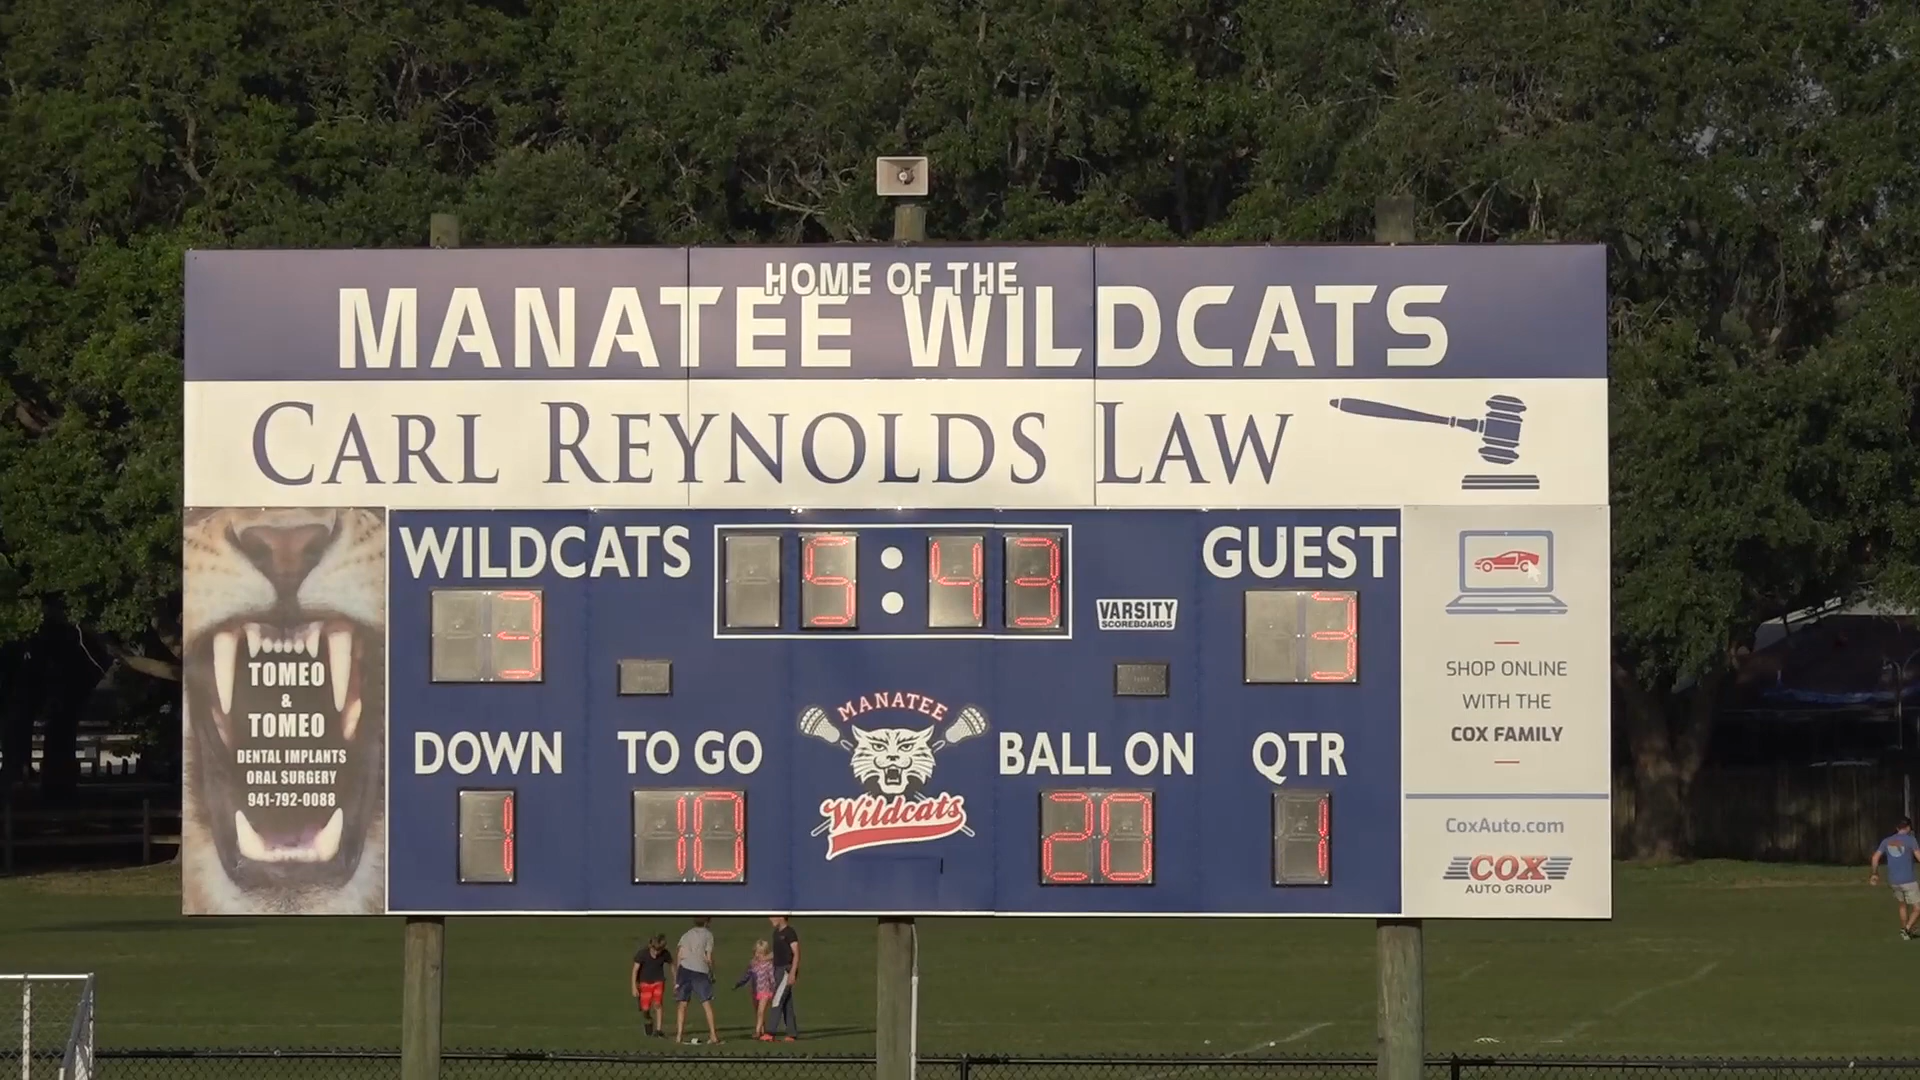 HOME OF THE
MANATEE WILDCATS
CARL REYNOLDS LAW
WILDCATS
5:43
GUEST
3
3
VARSITY
SCOREBOARDS
DOWN
TO GO
BALL ON
QTR
1
10
20
1
MANATEE
Wildcats
TOMEO
&
TOMEO
DENTAL IMPLANTS
ORAL SURGERY
941-792-0088
SHOP ONLINE
WITH THE
COX FAMILY
CoxAuto.com
COX
AUTO GROUP